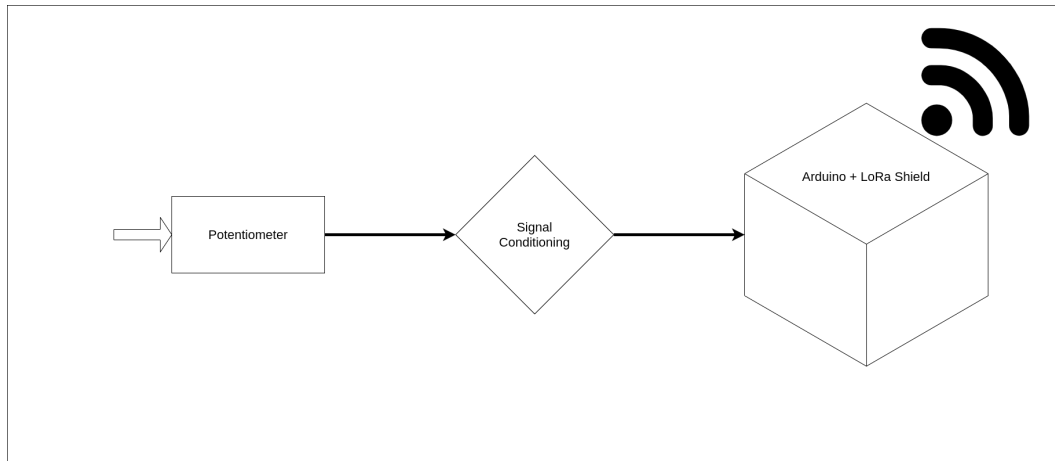 Potentiometer
Signal
Conditioning
Arduino + LoRa Shield